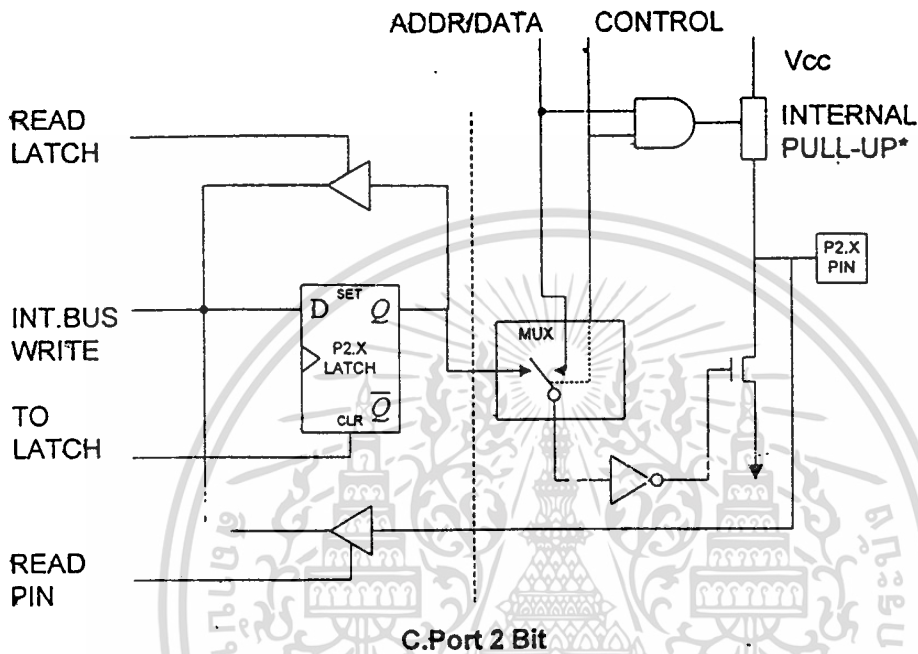 ADDR/DATA CONTROL
Vcc
READ
LATCH
INTERNAL
PULL-UP*
P2.X
PIN
INT.BUS
WRITE
D SET Q
P2.X
LATCH
CLR Q̅
MUX
TO
LATCH
READ
PIN
C.Port 2 Bit